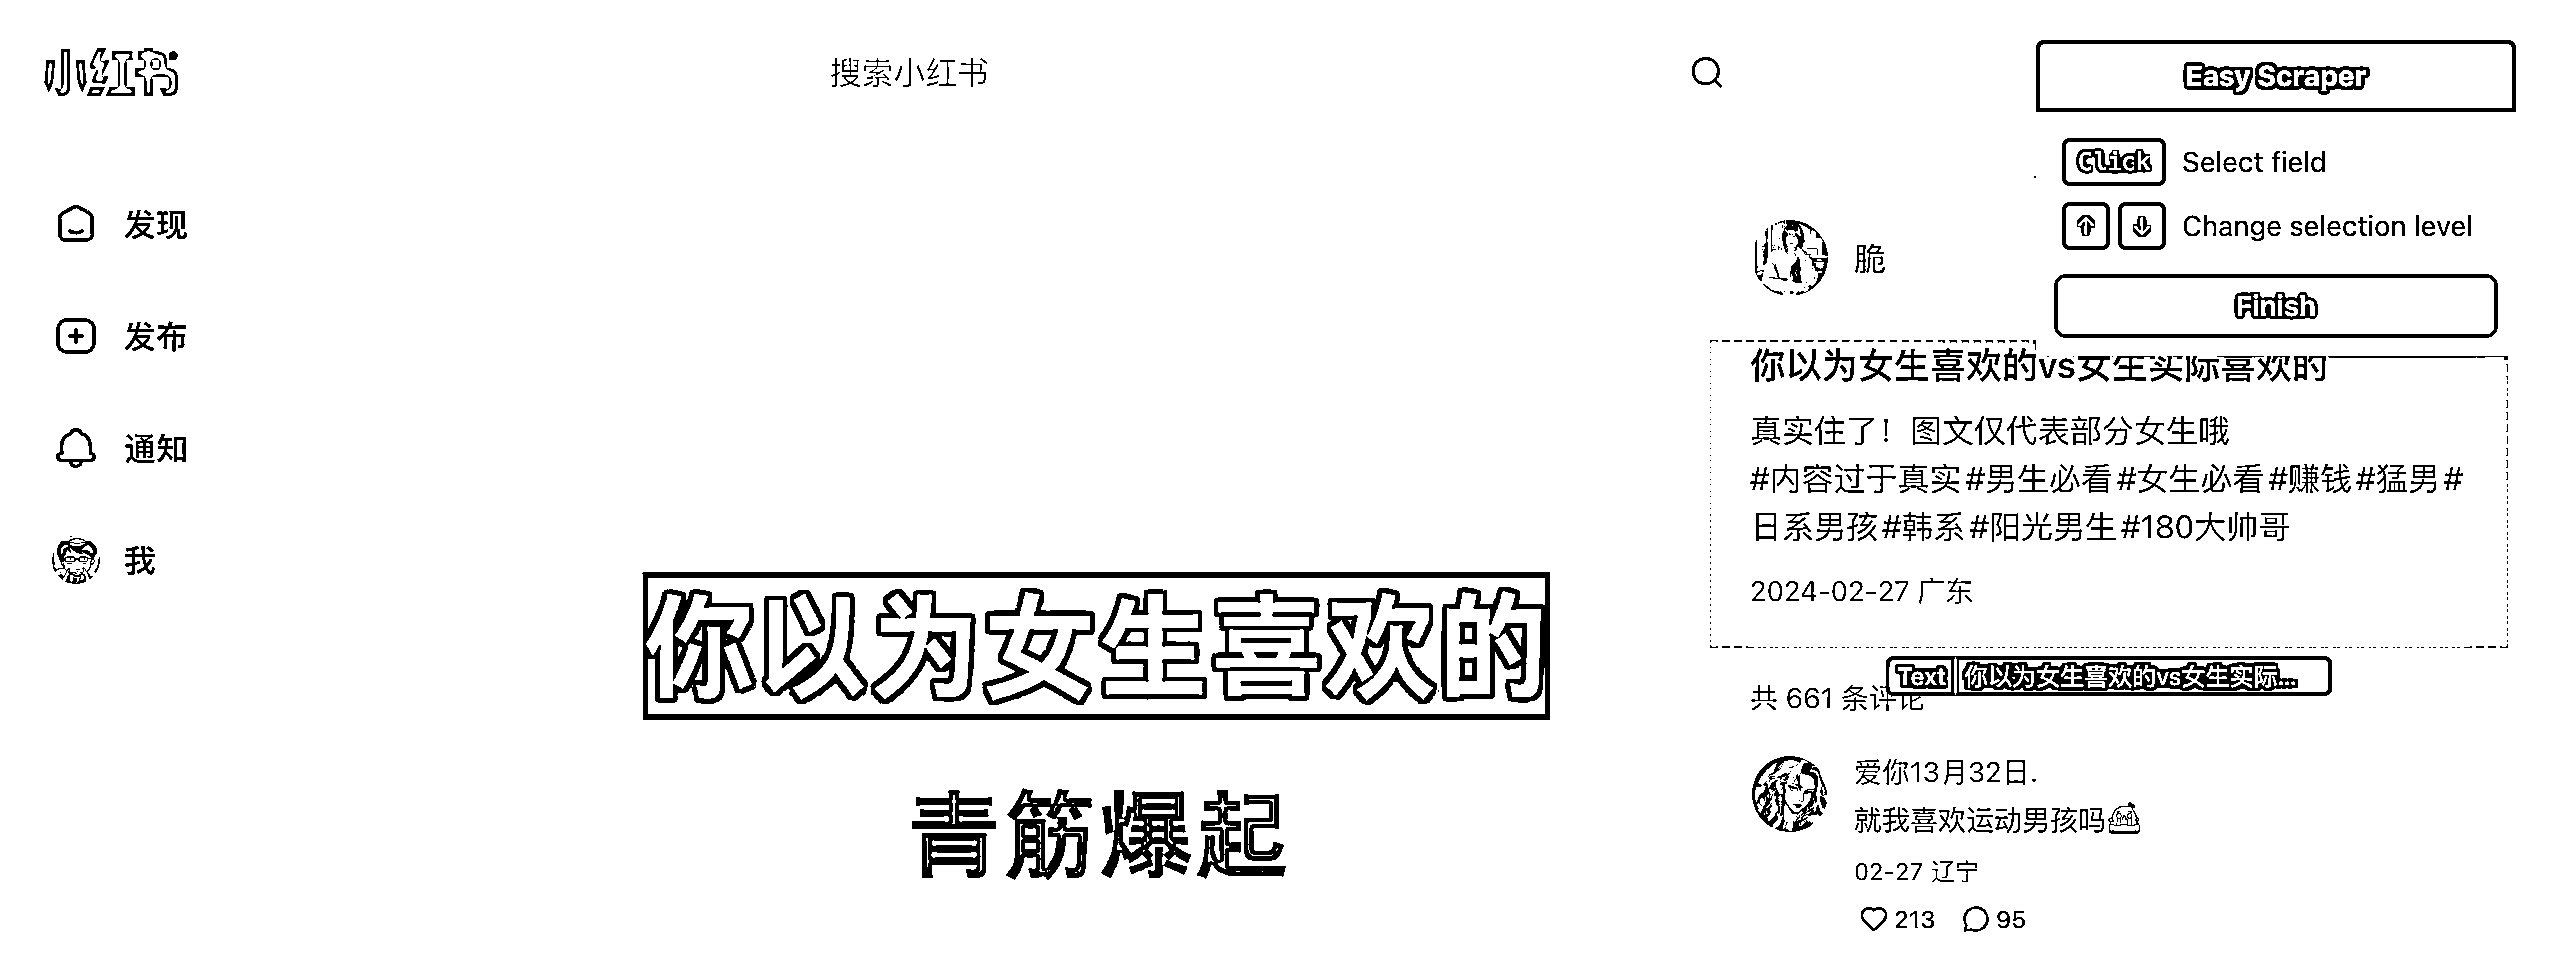 小红书
搜索小红书
Easy Scraper
Click Select field
Change selection level
Finish
发现
发布
通知
我
脆
你以为女生喜欢的vs女生实际喜欢的
真实住了！图文仅代表部分女生哦
#内容过于真实 #男生必看 #女生必看 #赚钱 #猛男 #
日系男孩 #韩系 #阳光男生 #180大帅哥
2024-02-27 广东
Text 你以为女生喜欢的vs女生实际...
共 661 条评论
爱你13月32日.
就我喜欢运动男孩吗
02-27 辽宁
213 95
你以为女生喜欢的
青筋爆起